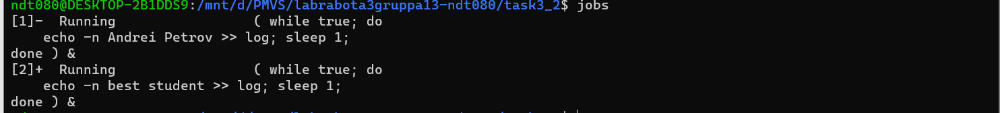 ndt080@DESKTOP-2B1DDS9:/mnt/d/PMVS/labrabota3gruppa13-ndt080/task3_2$ jobs
[1]-  Running                 ( while true; do
    echo -n Andrei Petrov >> log; sleep 1;
done ) &
[2]+  Running                 ( while true; do
    echo -n best student >> log; sleep 1;
done ) &